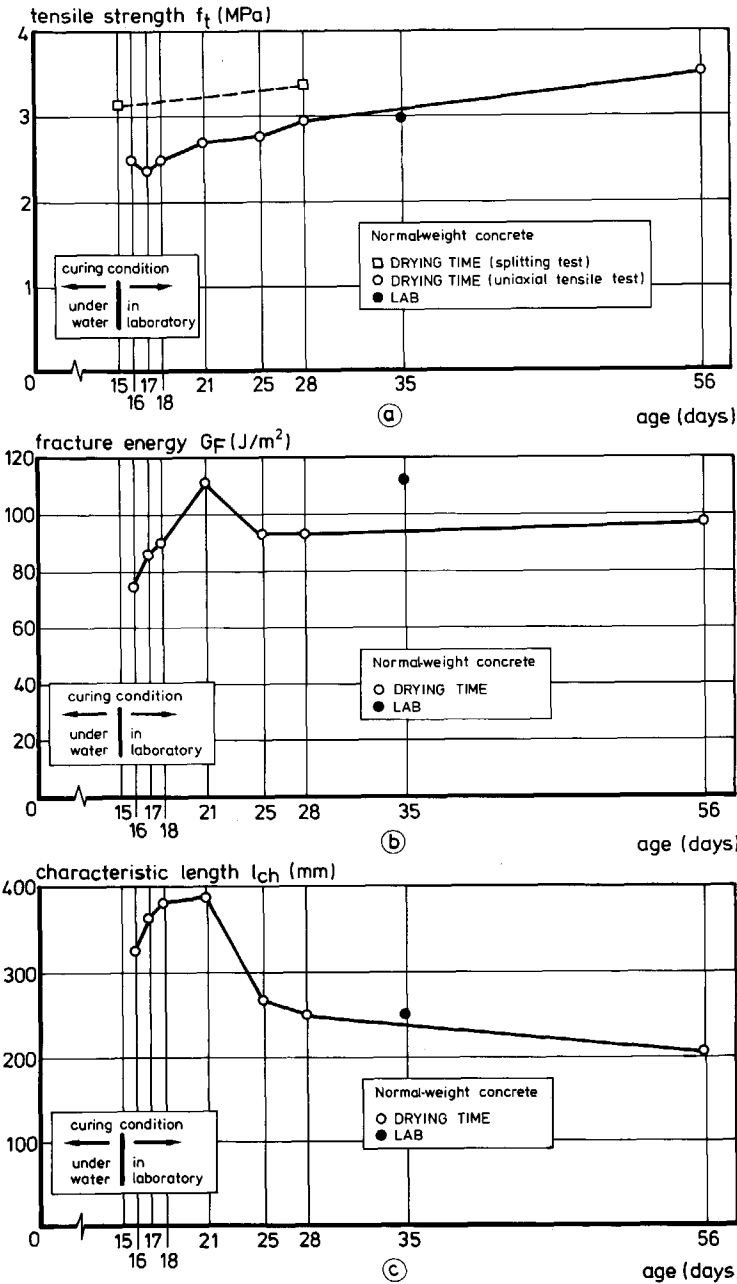 tensile strength ft (MPa)
4
3
2
1
0
Normal-weight concrete
□ DRYING TIME (splitting test)
○ DRYING TIME (uniaxial tensile test)
● LAB
curing condition
under water
in laboratory
15 16 17 18 21 25 28 35 56
ⓐ
age (days)
fracture energy GF (J/m²)
120
100
80
60
40
20
0
Normal-weight concrete
○ DRYING TIME
● LAB
curing condition
under water
in laboratory
15 16 17 18 21 25 28 35 56
ⓑ
age (days)
characteristic length lch (mm)
400
300
200
100
0
Normal-weight concrete
○ DRYING TIME
● LAB
curing condition
under water
in laboratory
15 16 17 18 21 25 28 35 56
ⓒ
age (days)